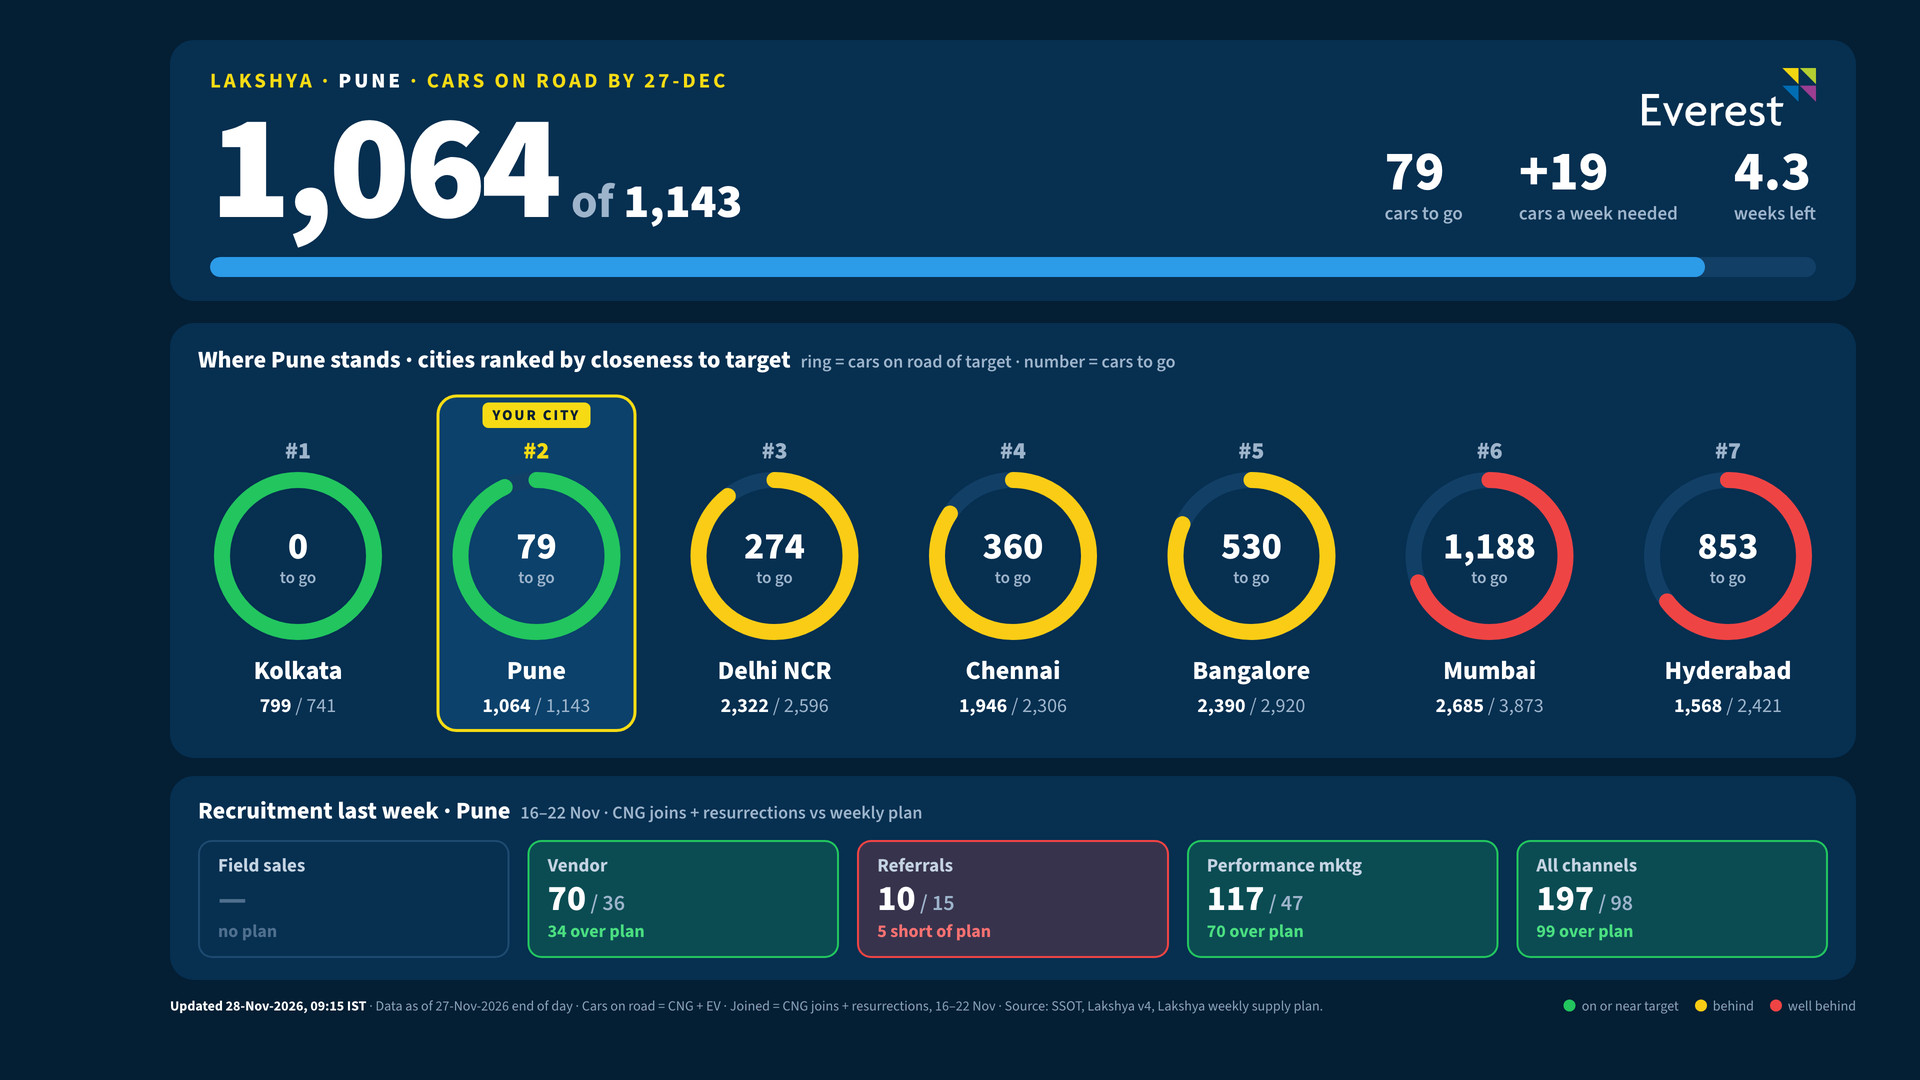 LAKSHYA · PUNE · CARS ON ROAD BY 27-DEC
Everest
1,064 of 1,143
79
cars to go
+19
cars a week needed
4.3
weeks left
Where Pune stands · cities ranked by closeness to target ring = cars on road of target · number = cars to go
#1
0
to go
Kolkata
799 / 741
YOUR CITY
#2
79
to go
Pune
1,064 / 1,143
#3
274
to go
Delhi NCR
2,322 / 2,596
#4
360
to go
Chennai
1,946 / 2,306
#5
530
to go
Bangalore
2,390 / 2,920
#6
1,188
to go
Mumbai
2,685 / 3,873
#7
853
to go
Hyderabad
1,568 / 2,421
Recruitment last week · Pune 16–22 Nov · CNG joins + resurrections vs weekly plan
Field sales
—
no plan
Vendor
70 / 36
34 over plan
Referrals
10 / 15
5 short of plan
Performance mktg
117 / 47
70 over plan
All channels
197 / 98
99 over plan
Updated 28-Nov-2026, 09:15 IST · Data as of 27-Nov-2026 end of day · Cars on road = CNG + EV · Joined = CNG joins + resurrections, 16–22 Nov · Source: SSOT, Lakshya v4, Lakshya weekly supply plan.
on or near target
behind
well behind